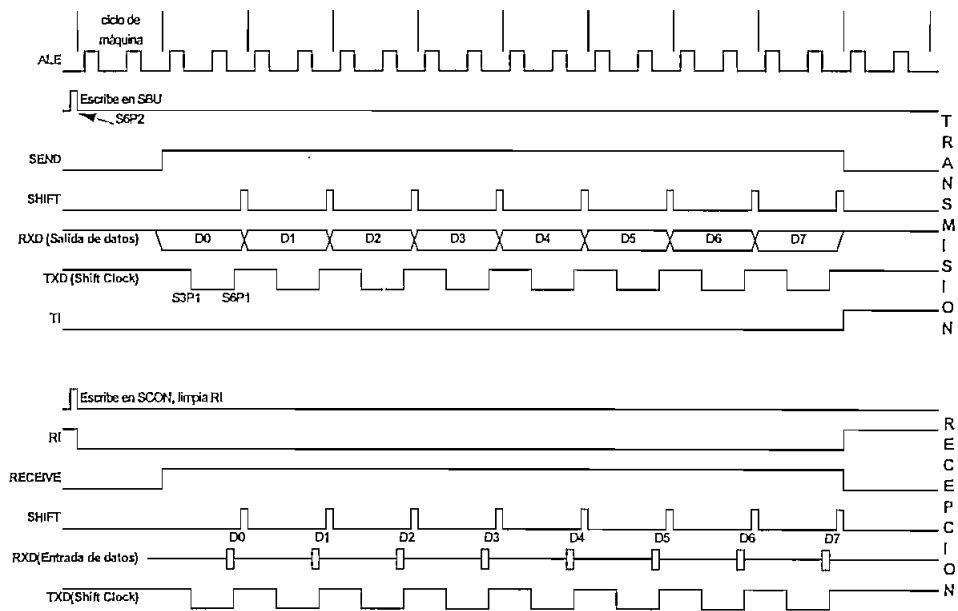 ciclo de
máquina
ALE
Escribe en SBU
S6P2
SEND
SHIFT
RXD (Salida de datos)
D0 D1 D2 D3 D4 D5 D6 D7
TXD (Shift Clock)
S3P1 S6P1
TI
TRANSMISION
Escribe en SCON, limpia RI
RI
RECEIVE
SHIFT
D0 D1 D2 D3 D4 D5 D6 D7
RXD(Entrada de datos)
TXD(Shift Clock)
RECEPCION